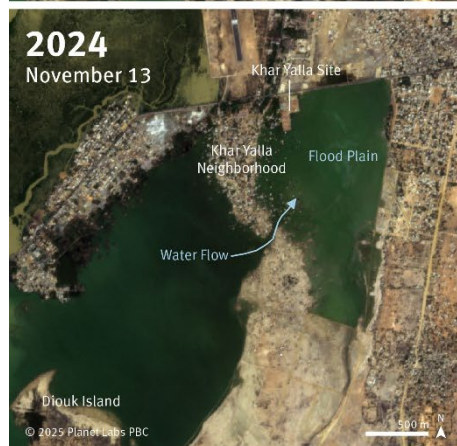 2024
November 13
Khar Yalla Site
Khar Yalla
Neighborhood
Flood Plain
Water Flow
Diouk Island
© 2025 Planet Labs PBC
500 m
N